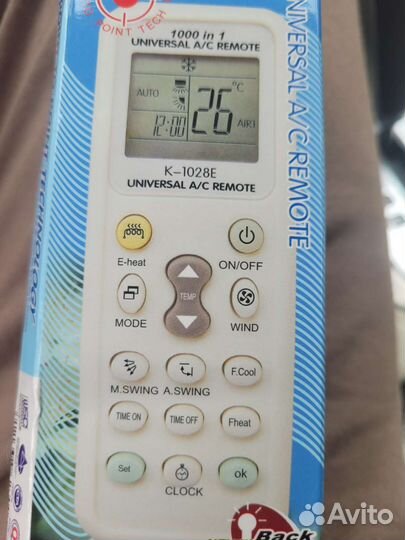 POINT TECH
1000 in 1
UNIVERSAL A/C REMOTE
AUTO
26 °C
12:00
AIR1
K-1028E
UNIVERSAL A/C REMOTE
E-heat
ON/OFF
TEMP
MODE
WIND
M.SWING
A.SWING
F.Cool
TIME ON
TIME OFF
Fheat
Set
CLOCK
ok
UNIVERSAL A/C REMOTE
TECHNOLOGY
Back
Avito